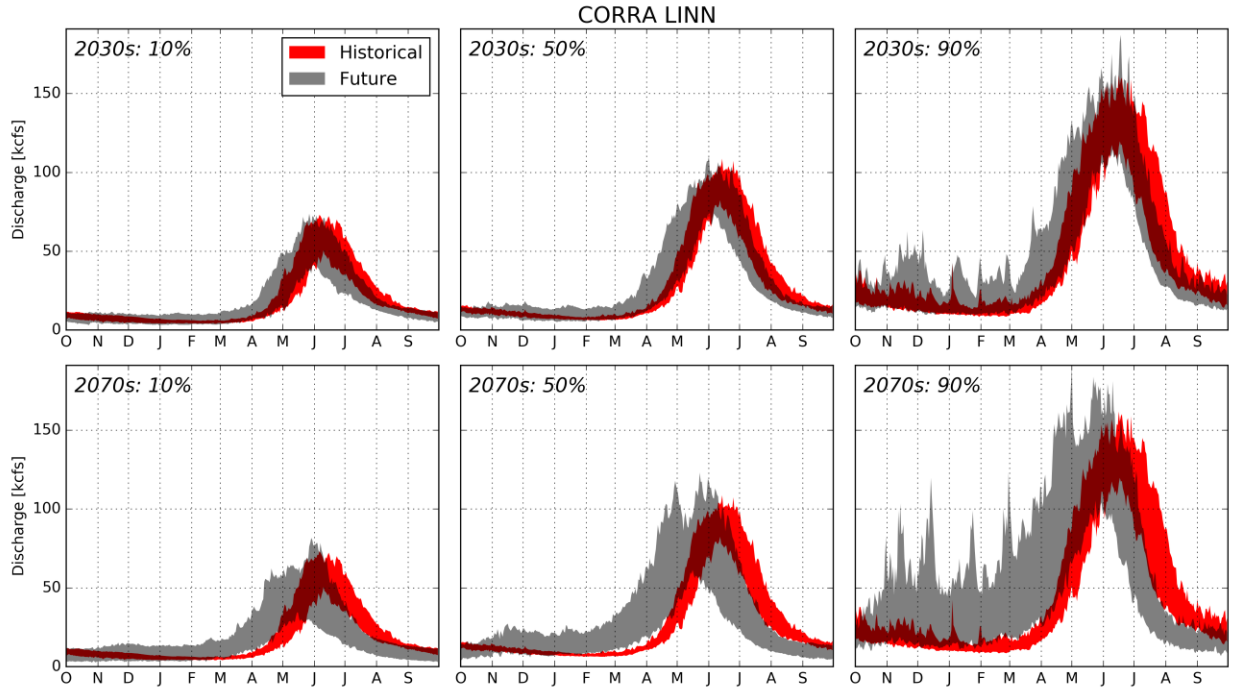 CORRA LINN
2030s: 10%
Historical
Future
2030s: 50%
2030s: 90%
Discharge [kcfs]
150
100
50
0
O N D J F M A M J J A S
O N D J F M A M J J A S
O N D J F M A M J J A S
2070s: 10%
2070s: 50%
2070s: 90%
Discharge [kcfs]
150
100
50
0
O N D J F M A M J J A S
O N D J F M A M J J A S
O N D J F M A M J J A S